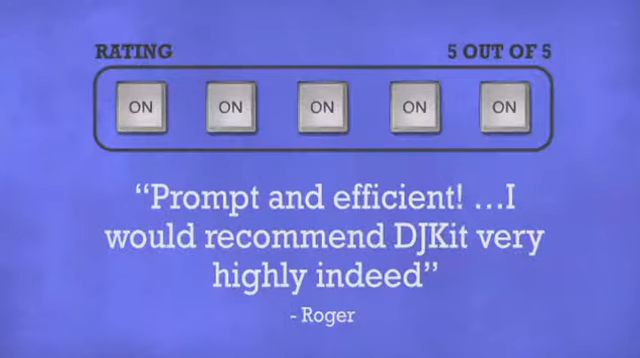 RATING 5 OUT OF 5
ON ON ON ON ON
“Prompt and efficient! ...I
would recommend DJKit very
highly indeed”
- Roger